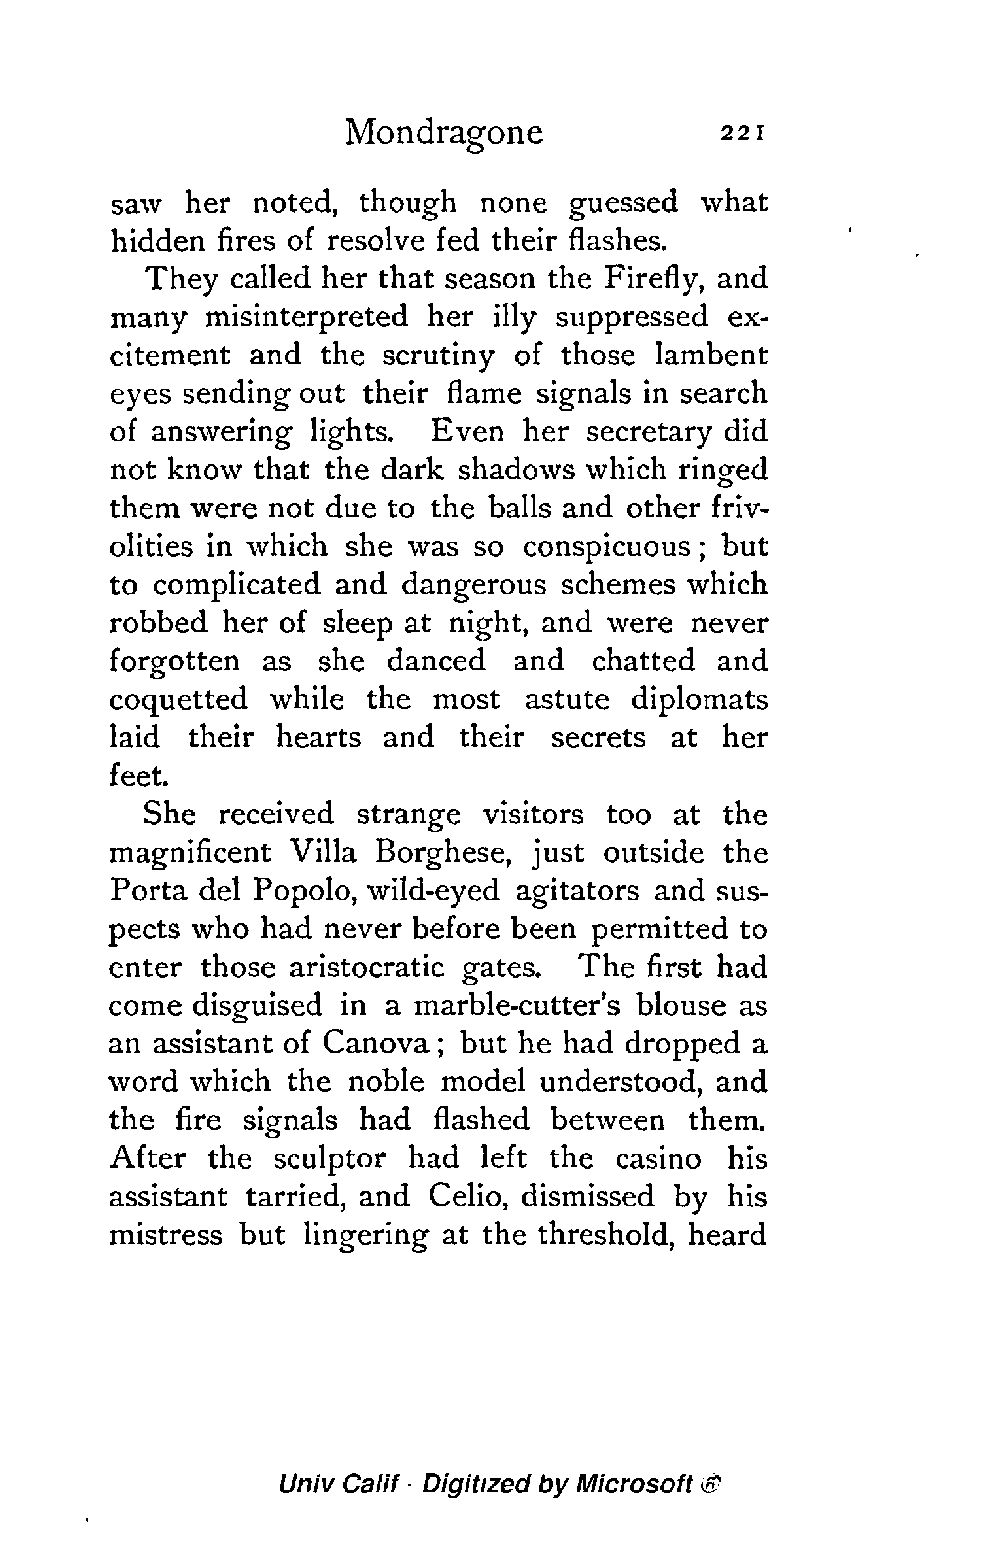 Mondragone 221
saw her noted, though none guessed what
hidden fires of resolve fed their flashes.
They called her that season the Firefly, and
many misinterpreted her illy suppressed ex-
citement and the scrutiny of those lambent
eyes sending out their flame signals in search
of answering lights. Even her secretary did
not know that the dark shadows which ringed
them were not due to the balls and other friv-
olities in which she was so conspicuous; but
to complicated and dangerous schemes which
robbed her of sleep at night, and were never
forgotten as she danced and chatted and
coquetted while the most astute diplomats
laid their hearts and their secrets at her
feet.
She received strange visitors too at the
magnificent Villa Borghese, just outside the
Porta del Popolo, wild-eyed agitators and sus-
pects who had never before been permitted to
enter those aristocratic gates. The first had
come disguised in a marble-cutter's blouse as
an assistant of Canova; but he had dropped a
word which the noble model understood, and
the fire signals had flashed between them.
After the sculptor had left the casino his
assistant tarried, and Celio, dismissed by his
mistress but lingering at the threshold, heard
Univ Calif - Digitized by Microsoft ®